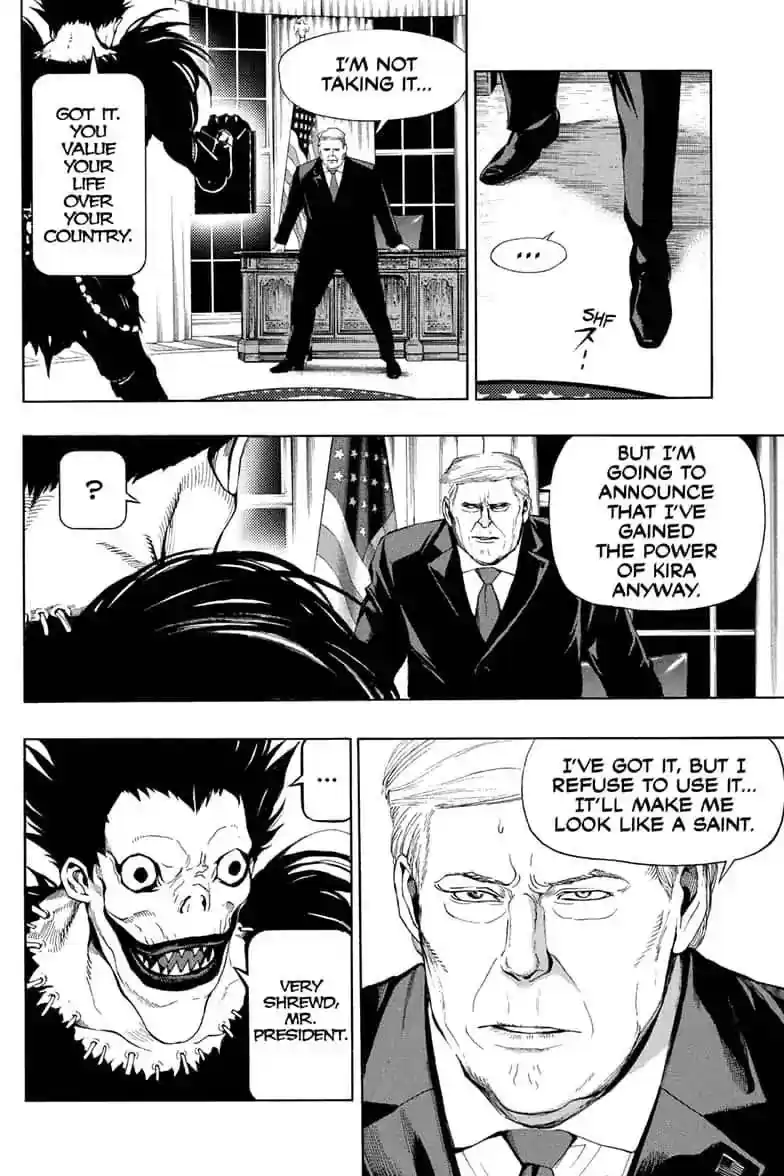 I'M NOT
TAKING IT...
GOT IT.
YOU
VALUE
YOUR
LIFE
OVER
YOUR
COUNTRY.
...
SHF
スー
BUT I'M
GOING TO
ANNOUNCE
THAT I'VE
GAINED
THE POWER
OF KIRA
ANYWAY.
?
I'VE GOT IT, BUT I
REFUSE TO USE IT...
IT'LL MAKE ME
LOOK LIKE A SAINT.
...
VERY
SHREWD,
MR.
PRESIDENT.